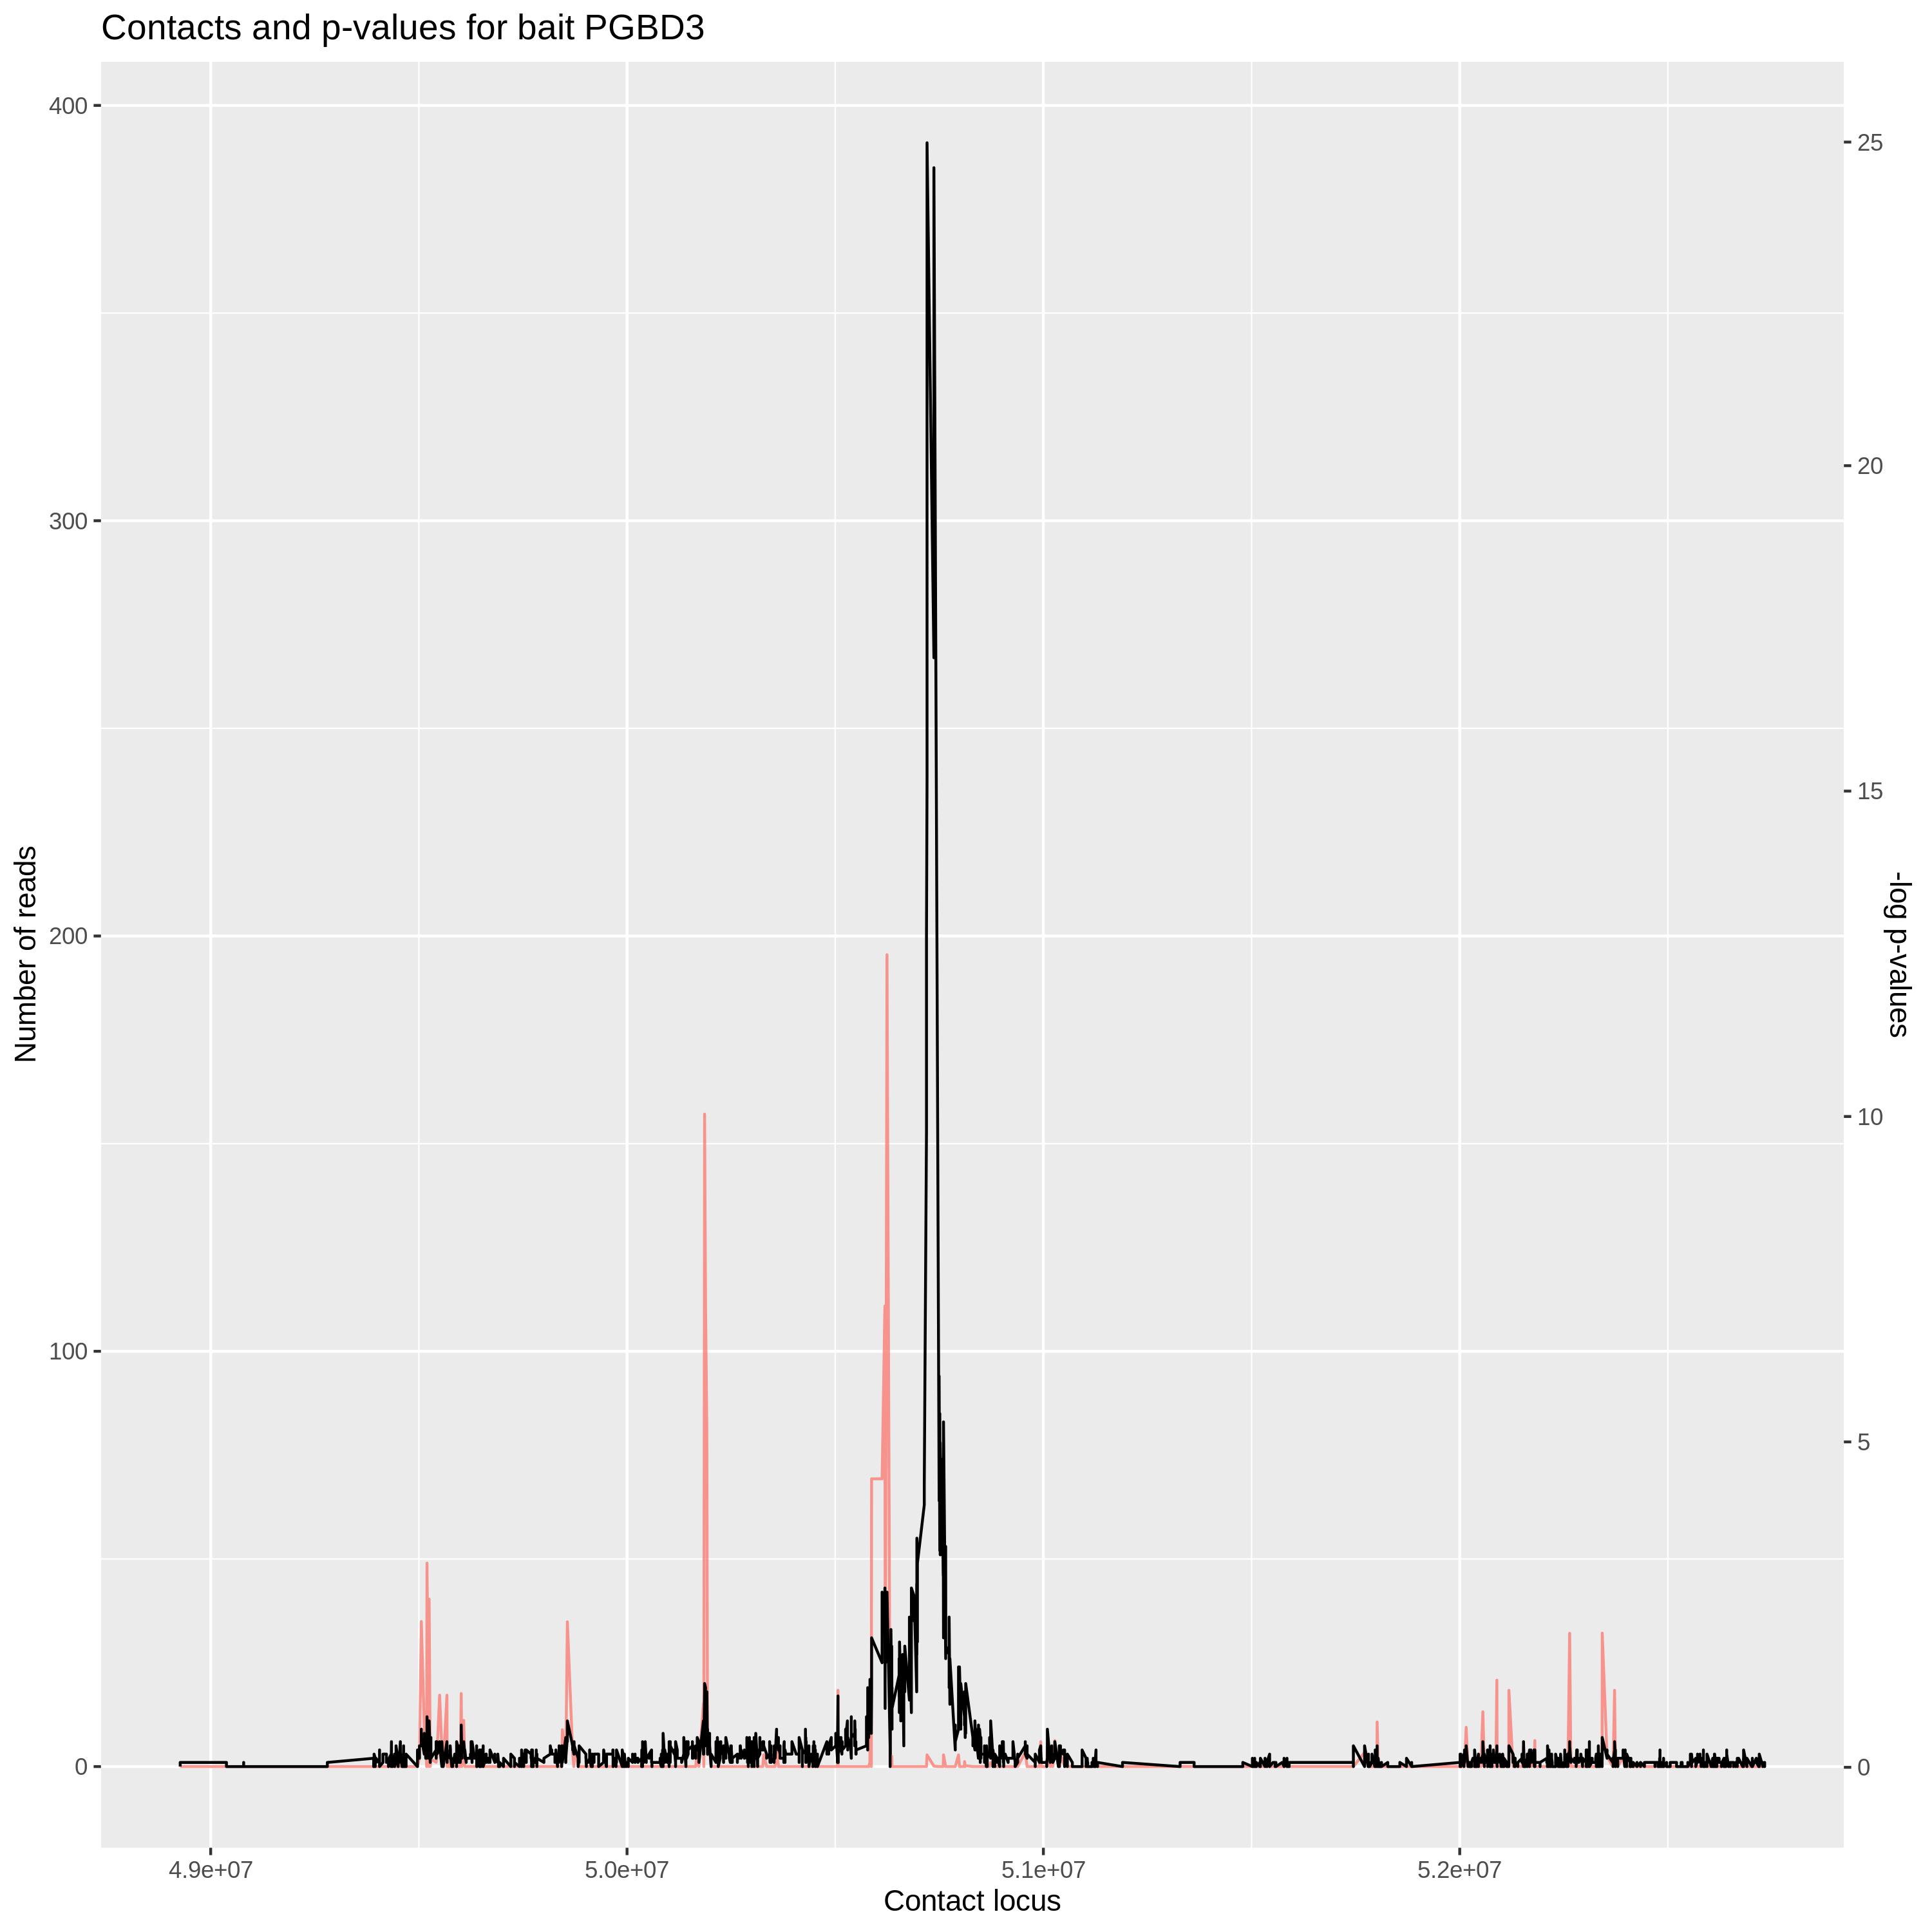 Contacts and p-values for bait PGBD3
Number of reads
400
300
200
100
0
25
20
15
10
5
0
-log p-values
4.9e+07
5.0e+07
5.1e+07
5.2e+07
Contact locus